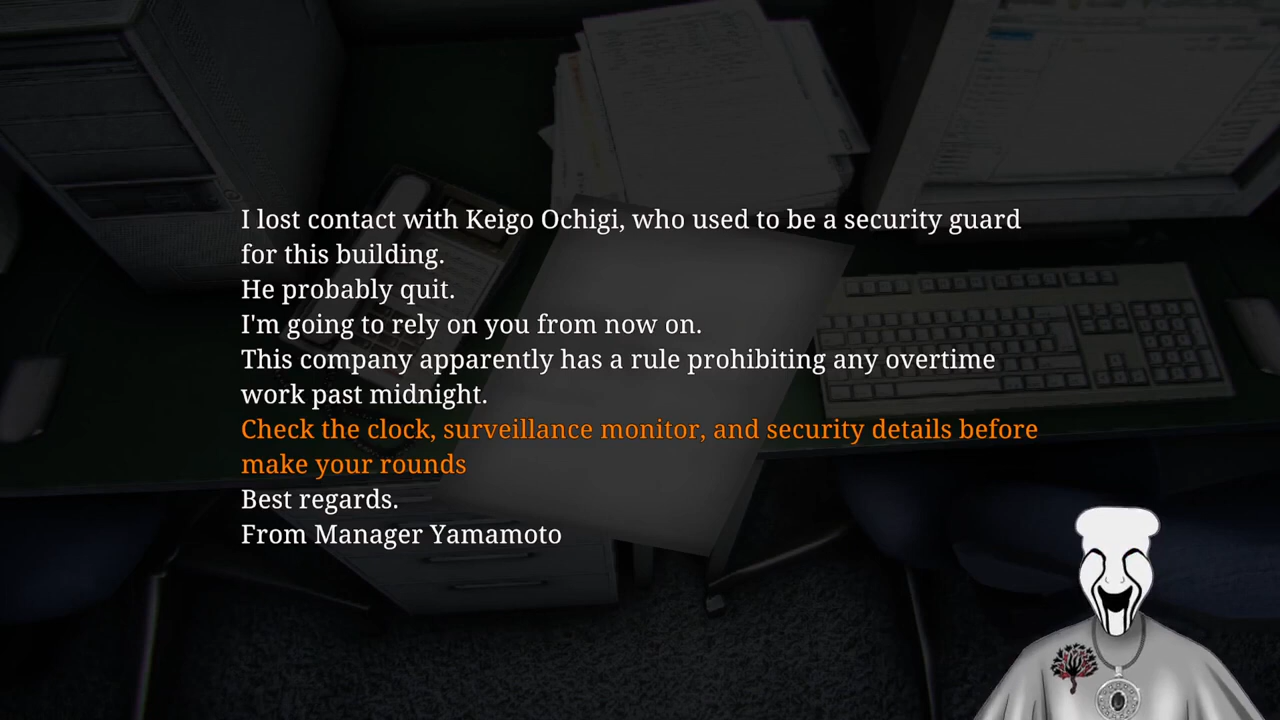 I lost contact with Keigo Ochigi, who used to be a security guard
for this building.
He probably quit.
I'm going to rely on you from now on.
This company apparently has a rule prohibiting any overtime
work past midnight.
Check the clock, surveillance monitor, and security details before
make your rounds
Best regards.
From Manager Yamamoto